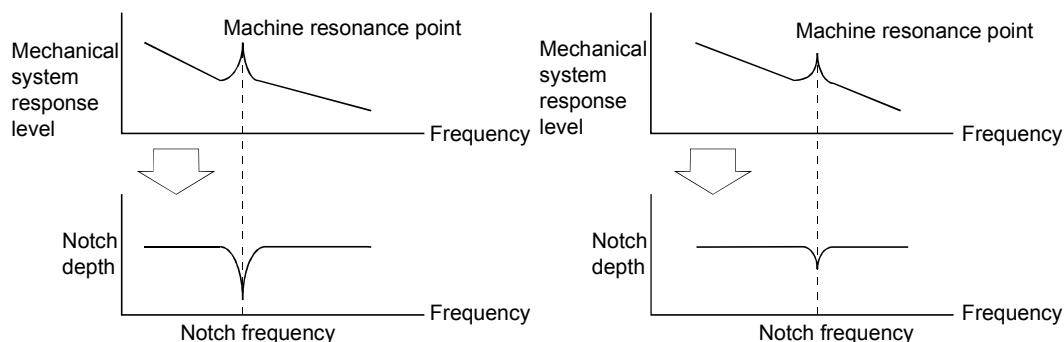 Machine resonance point
Mechanical
system
response
level
Frequency
Notch
depth
Frequency
Notch frequency
Machine resonance point
Mechanical
system
response
level
Frequency
Notch
depth
Frequency
Notch frequency